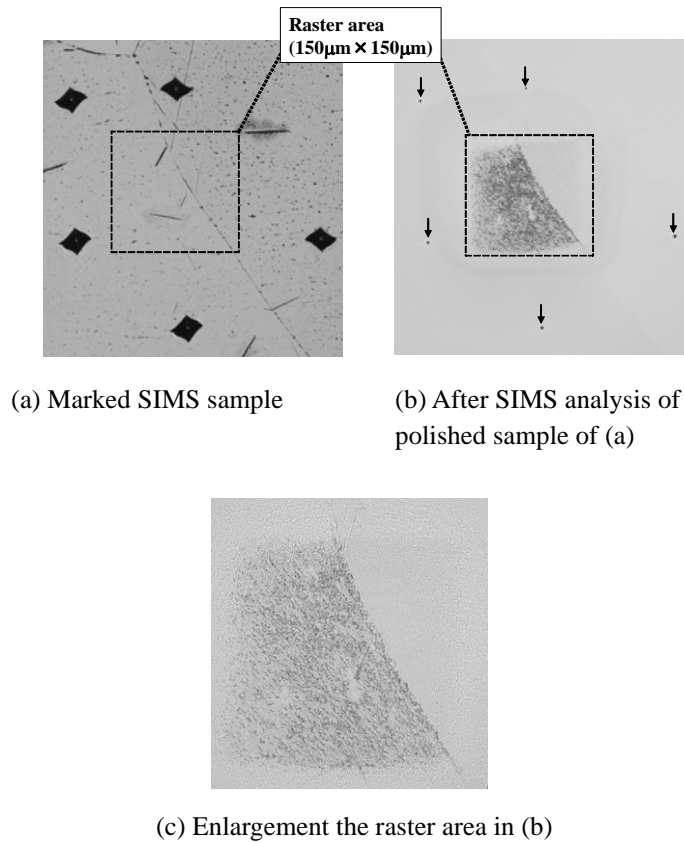 Raster area
(150μm × 150μm)
(a) Marked SIMS sample
(b) After SIMS analysis of
polished sample of (a)
(c) Enlargement the raster area in (b)